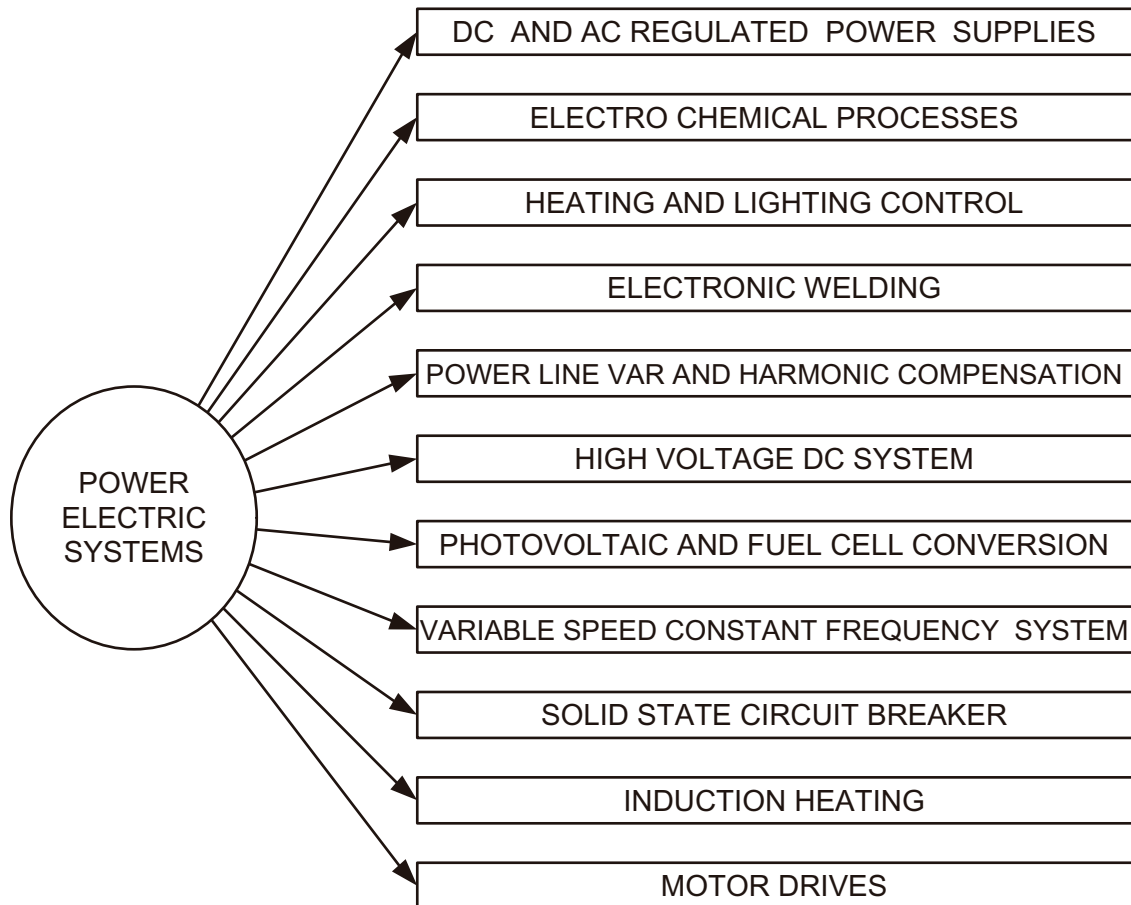 DC AND AC REGULATED POWER SUPPLIES
ELECTRO CHEMICAL PROCESSES
HEATING AND LIGHTING CONTROL
ELECTRONIC WELDING
POWER LINE VAR AND HARMONIC COMPENSATION
HIGH VOLTAGE DC SYSTEM
POWER
ELECTRIC
SYSTEMS
PHOTOVOLTAIC AND FUEL CELL CONVERSION
VARIABLE SPEED CONSTANT FREQUENCY SYSTEM
SOLID STATE CIRCUIT BREAKER
INDUCTION HEATING
MOTOR DRIVES